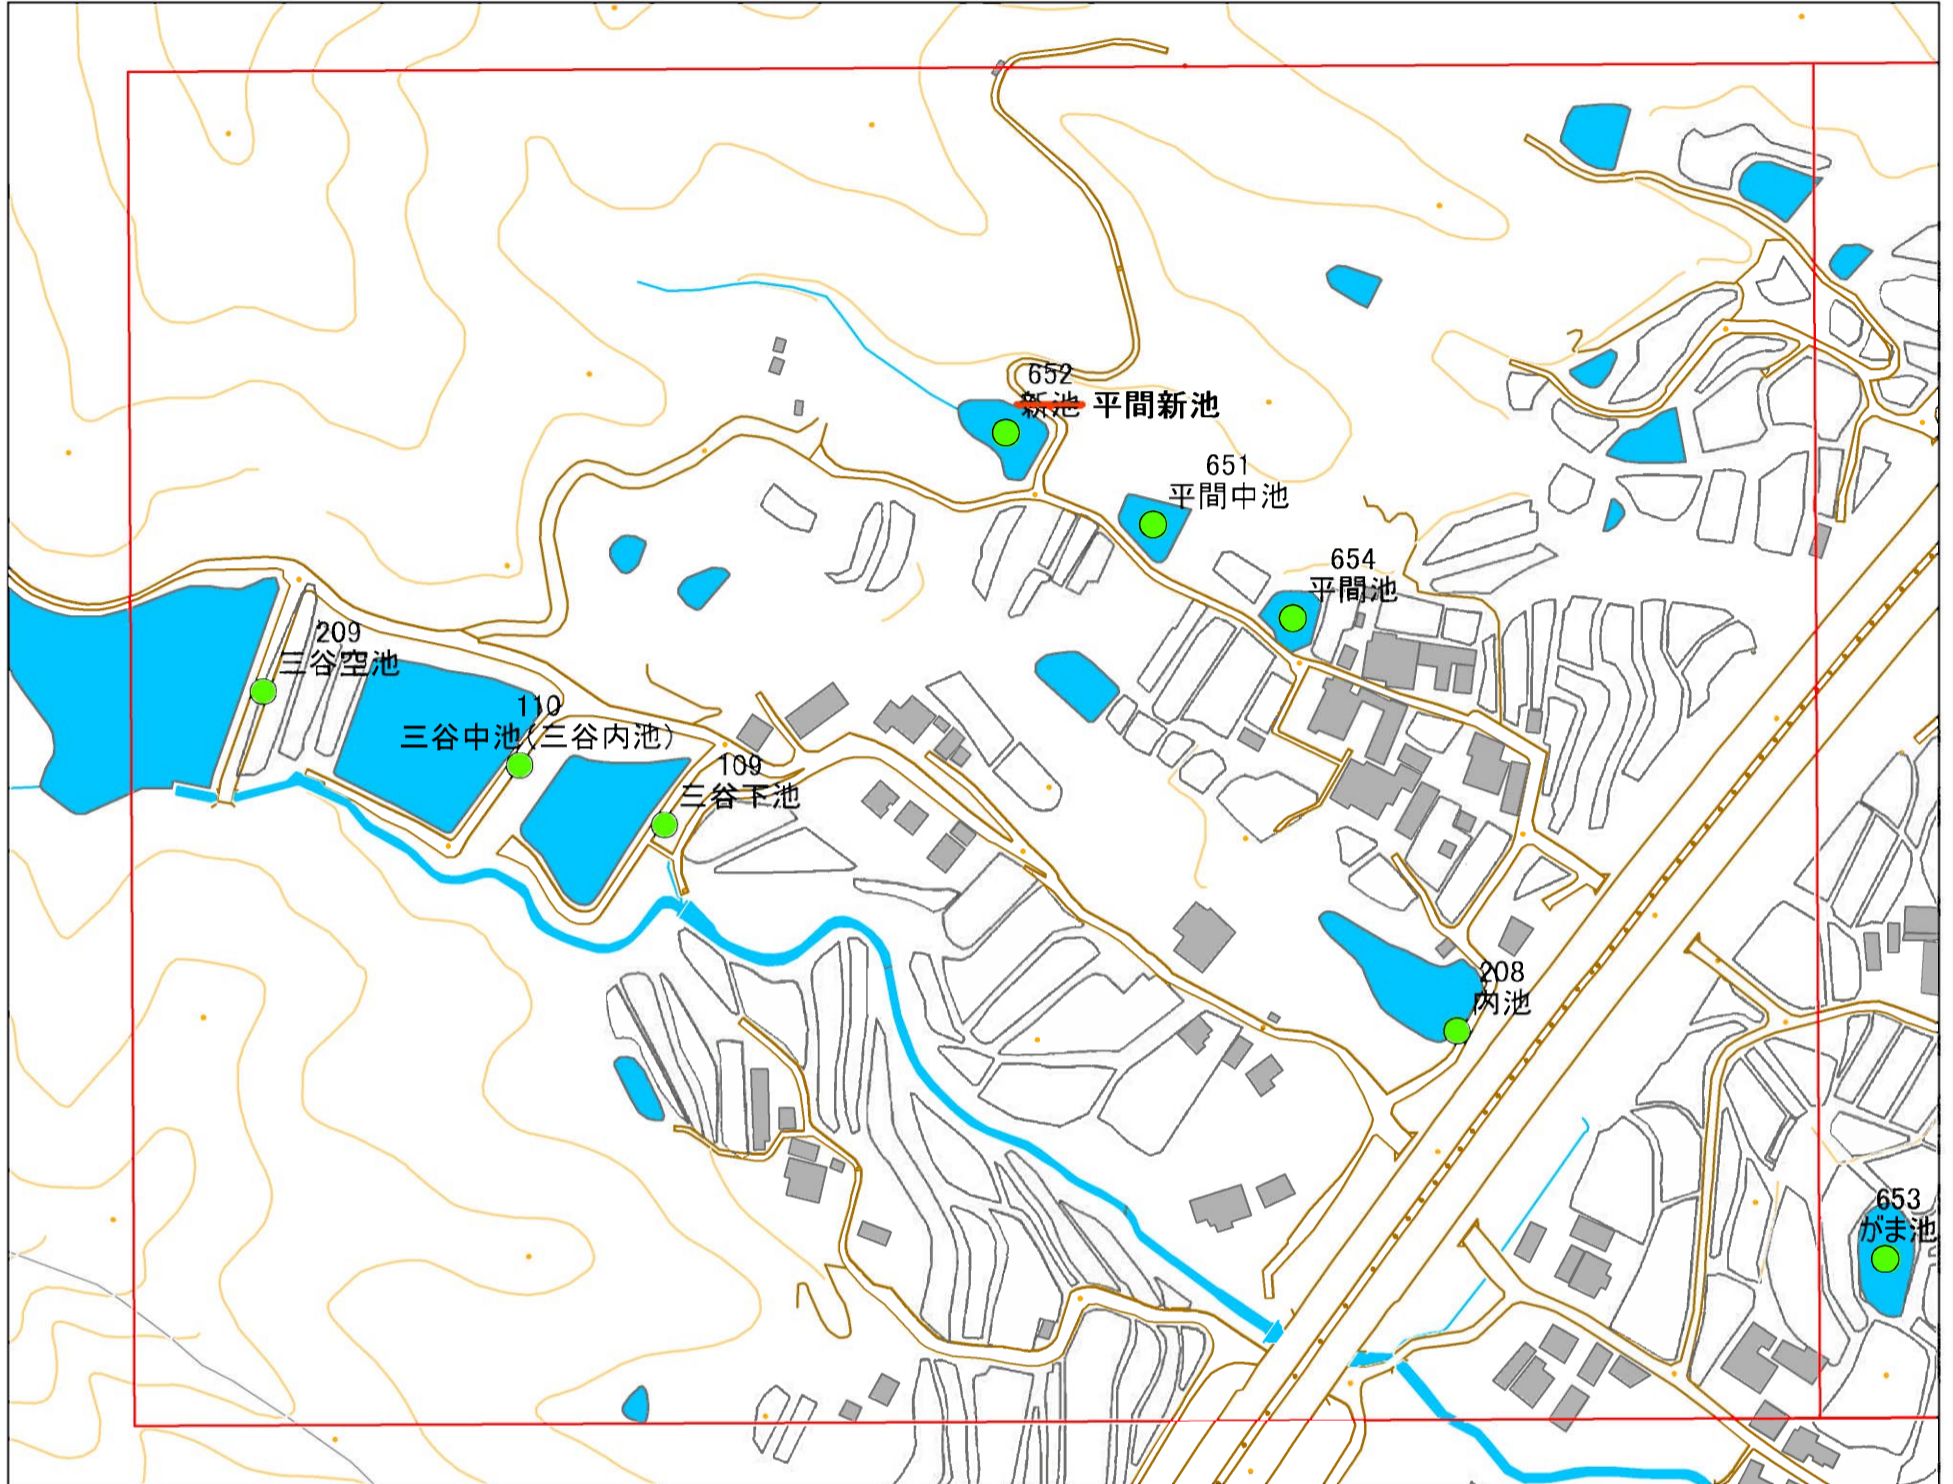 652
新池 平間新池
651
平間中池
654
平間池
209
三谷空池
110
三谷中池(三谷内池)
109
三谷下池
208
内池
653
がま池